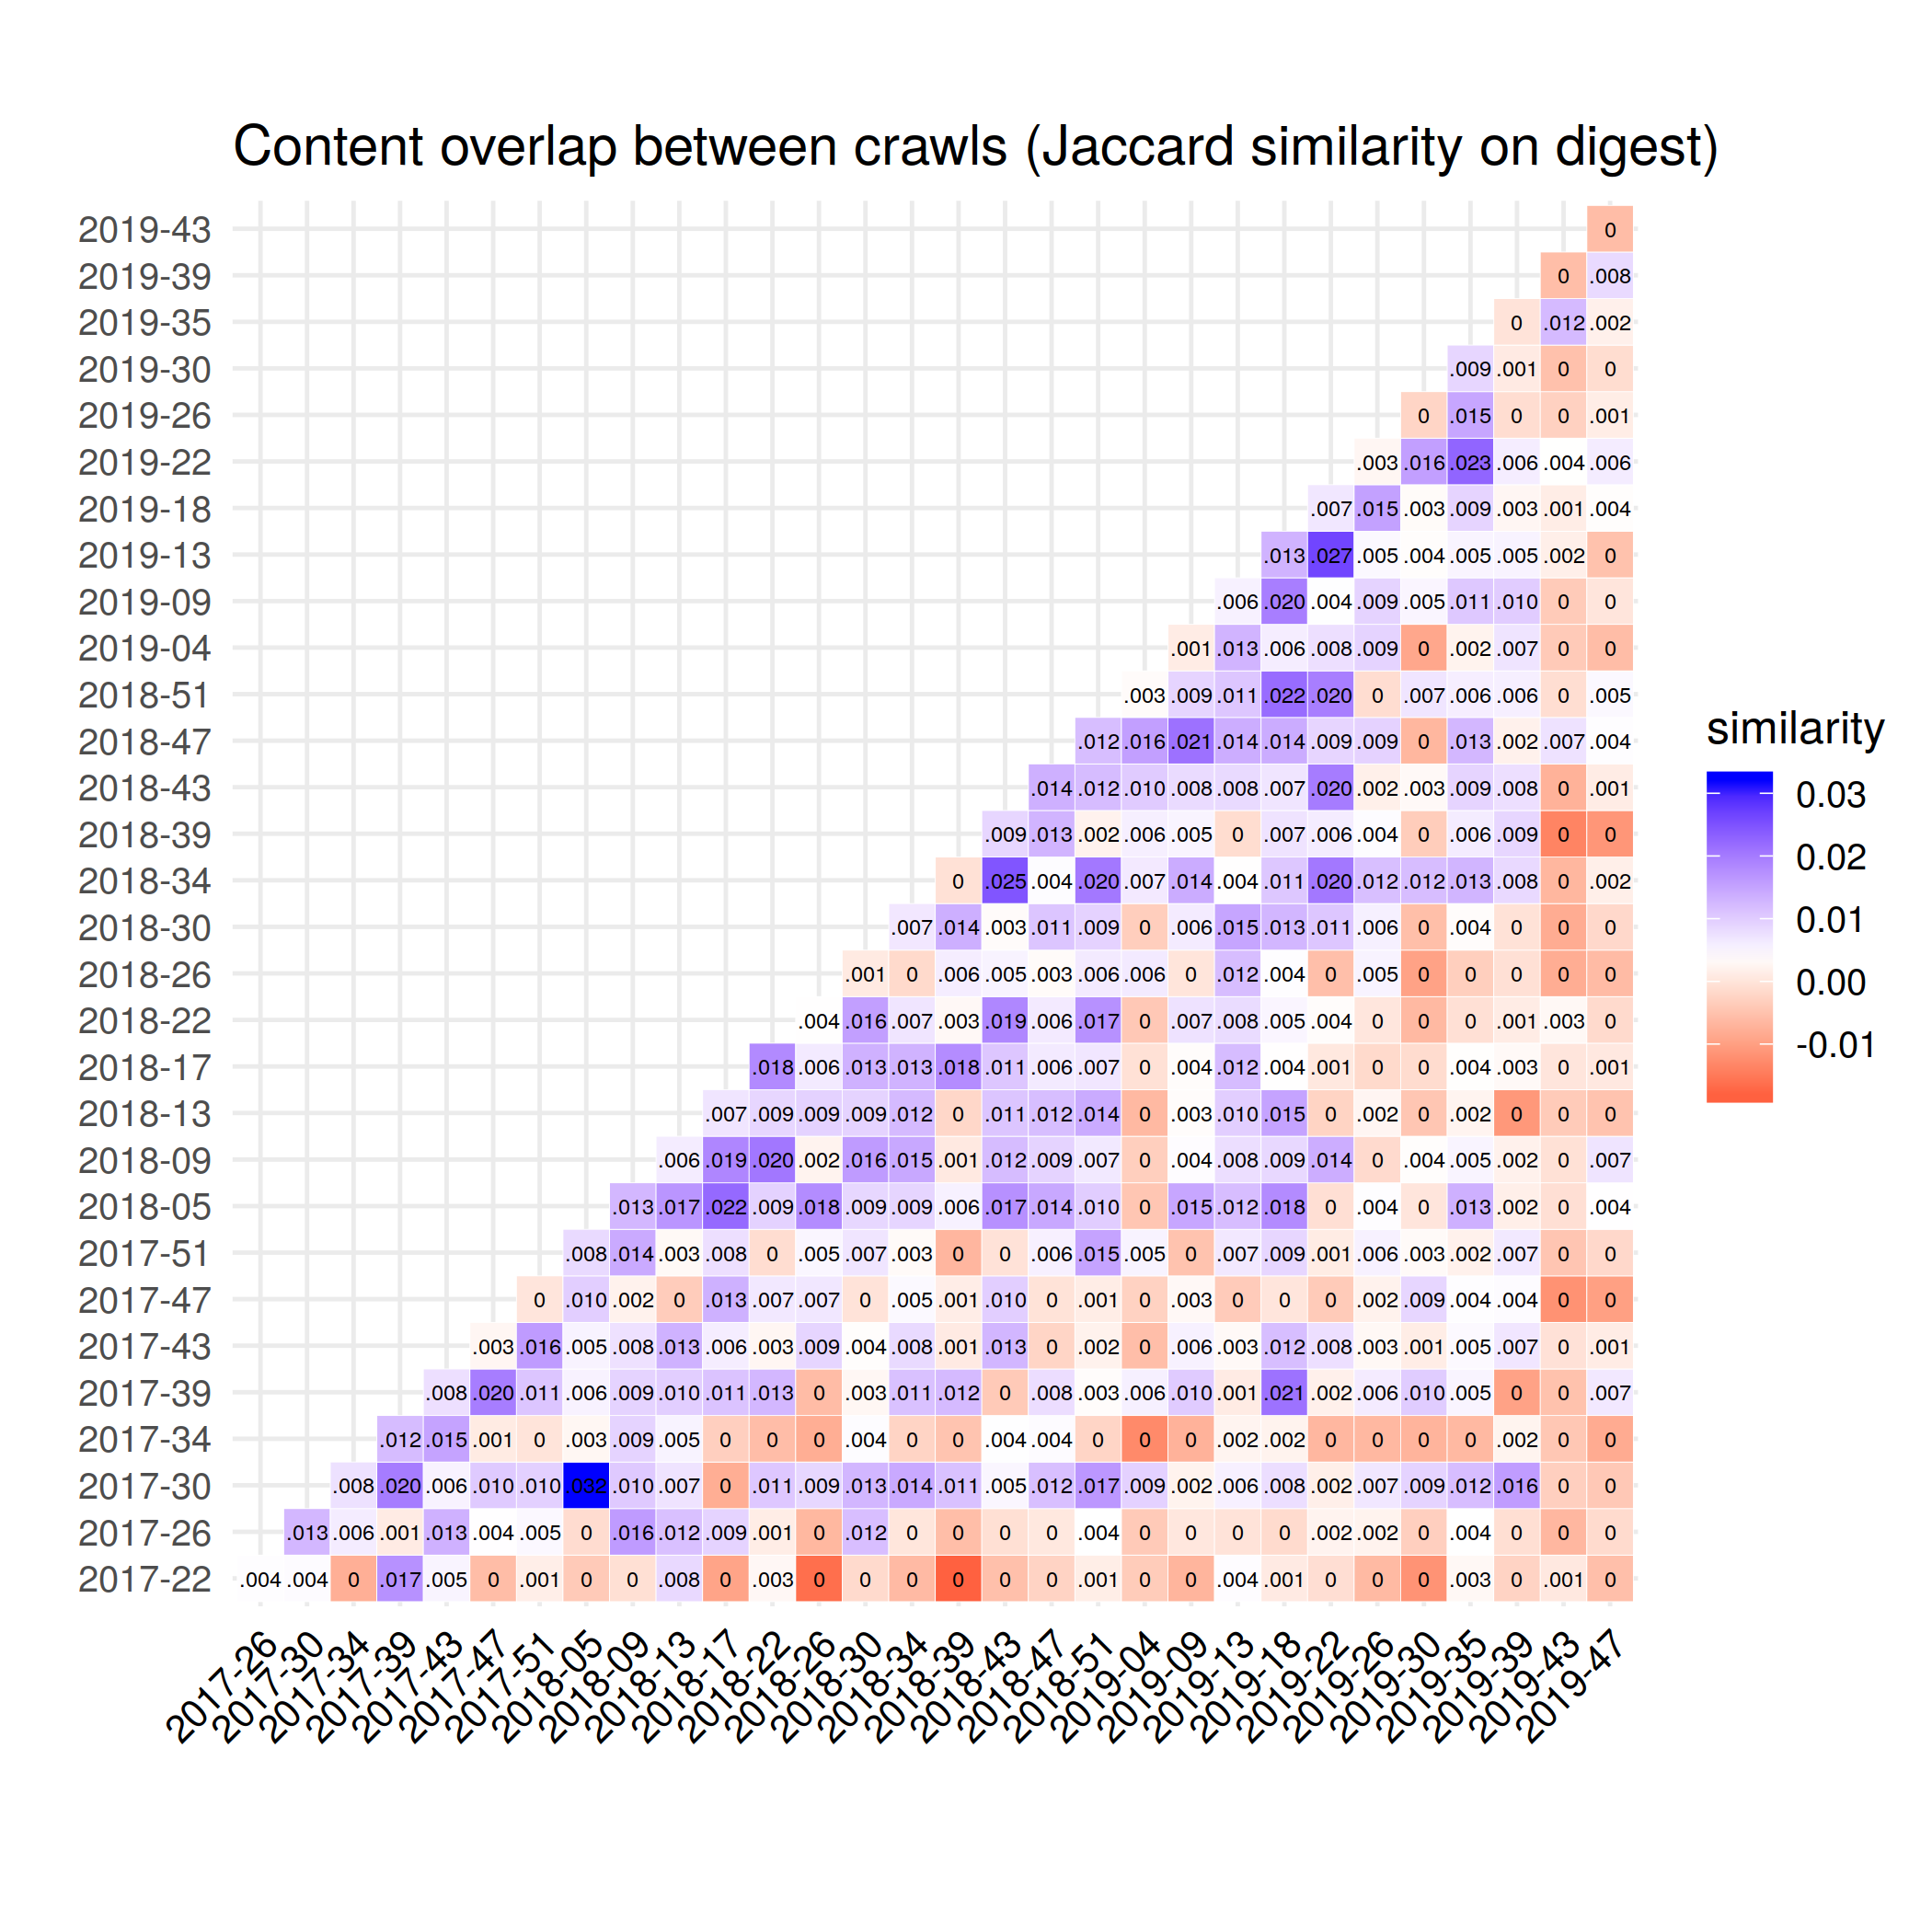 Content overlap between crawls (Jaccard similarity on digest)
2019-43 0
2019-39 0 .008
2019-35 0 .012 .002
2019-30 .009 .001 0 0
2019-26 0 .015 0 0 .001
2019-22 .003 .016 .023 .006 .004 .006
2019-18 .007 .015 .003 .009 .003 .001 .004
2019-13 .013 .027 .005 .004 .005 .005 .002 0
2019-09 .006 .020 .004 .009 .005 .011 .010 0 0
2019-04 .001 .013 .006 .008 .009 0 .002 .007 0 0
2018-51 .003 .009 .011 .022 .020 0 .007 .006 .006 0 .005
2018-47 .012 .016 .021 .014 .014 .009 .009 0 .013 .002 .007 .004
2018-43 .014 .012 .010 .008 .008 .007 .020 .002 .003 .009 .008 0 .001
2018-39 .009 .013 .002 .006 .005 0 .007 .006 .004 0 .006 .009 0 0
2018-34 0 .025 .004 .020 .007 .014 .004 .011 .020 .012 .012 .013 .008 0 .002
2018-30 .007 .014 .003 .011 .009 0 .006 .015 .013 .011 .006 0 .004 0 0 0
2018-26 .001 0 .006 .005 .003 .006 .006 0 .012 .004 0 .005 0 0 0 0 0
2018-22 .004 .016 .007 .003 .019 .006 .017 0 .007 .008 .005 .004 0 0 0 .001 .003 0
2018-17 .018 .006 .013 .013 .018 .011 .006 .007 0 .004 .012 .004 .001 0 0 .004 .003 0 .001
2018-13 .007 .009 .009 .009 .012 0 .011 .012 .014 0 .003 .010 .015 0 .002 0 .002 0 0 0
2018-09 .006 .019 .020 .002 .016 .015 .001 .012 .009 .007 0 .004 .008 .009 .014 0 .004 .005 .002 0 .007
2018-05 .013 .017 .022 .009 .018 .009 .009 .006 .017 .014 .010 0 .015 .012 .018 0 .004 0 .013 .002 0 .004
2017-51 .008 .014 .003 .008 0 .005 .007 .003 0 0 .006 .015 .005 0 .007 .009 .001 .006 .003 .002 .007 0 0
2017-47 0 .010 .002 0 .013 .007 .007 0 .005 .001 .010 0 .001 0 .003 0 0 0 .002 .009 .004 .004 0 0
2017-43 .003 .016 .005 .008 .013 .006 .003 .009 .004 .008 .001 .013 0 .002 0 .006 .003 .012 .008 .003 .001 .005 .007 0 .001
2017-39 .008 .020 .011 .006 .009 .010 .011 .013 0 .003 .011 .012 0 .008 .003 .006 .010 .001 .021 .002 .006 .010 .005 0 0 .007
2017-34 .012 .015 .001 0 .003 .009 .005 0 0 0 .004 0 0 .004 .004 0 0 0 .002 .002 0 0 0 0 .002 0 0
2017-30 .008 .020 .006 .010 .010 .032 .010 .007 0 .011 .009 .013 .014 .011 .005 .012 .017 .009 .002 .006 .008 .002 .007 .009 .012 .016 0 0
2017-26 .013 .006 .001 .013 .004 .005 0 .016 .012 .009 .001 0 .012 0 0 0 0 .004 0 0 0 0 .002 .002 0 .004 0 0 0
2017-22 .004 .004 0 .017 .005 0 .001 0 0 .008 0 .003 0 0 0 0 0 0 .001 0 0 .004 .001 0 0 0 .003 0 .001 0
2017-26 2017-30 2017-34 2017-39 2017-43 2017-47 2017-51 2018-05 2018-09 2018-13 2018-17 2018-22 2018-26 2018-30 2018-34 2018-39 2018-43 2018-47 2018-51 2019-04 2019-09 2019-13 2019-18 2019-22 2019-26 2019-30 2019-35 2019-39 2019-43 2019-47
similarity
0.03
0.02
0.01
0.00
-0.01